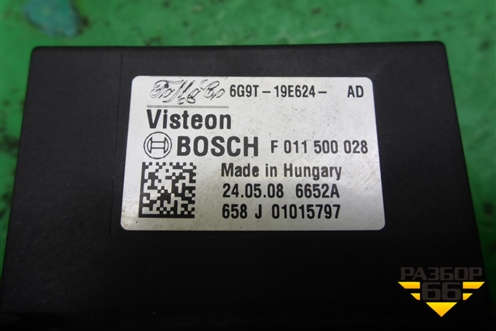 FoMoCo 6G9T-19E624- AD
Visteon
BOSCH F 011 500 028
Made in Hungary
24.05.08 6652A
658 J 01015797
РАЗБОР
66